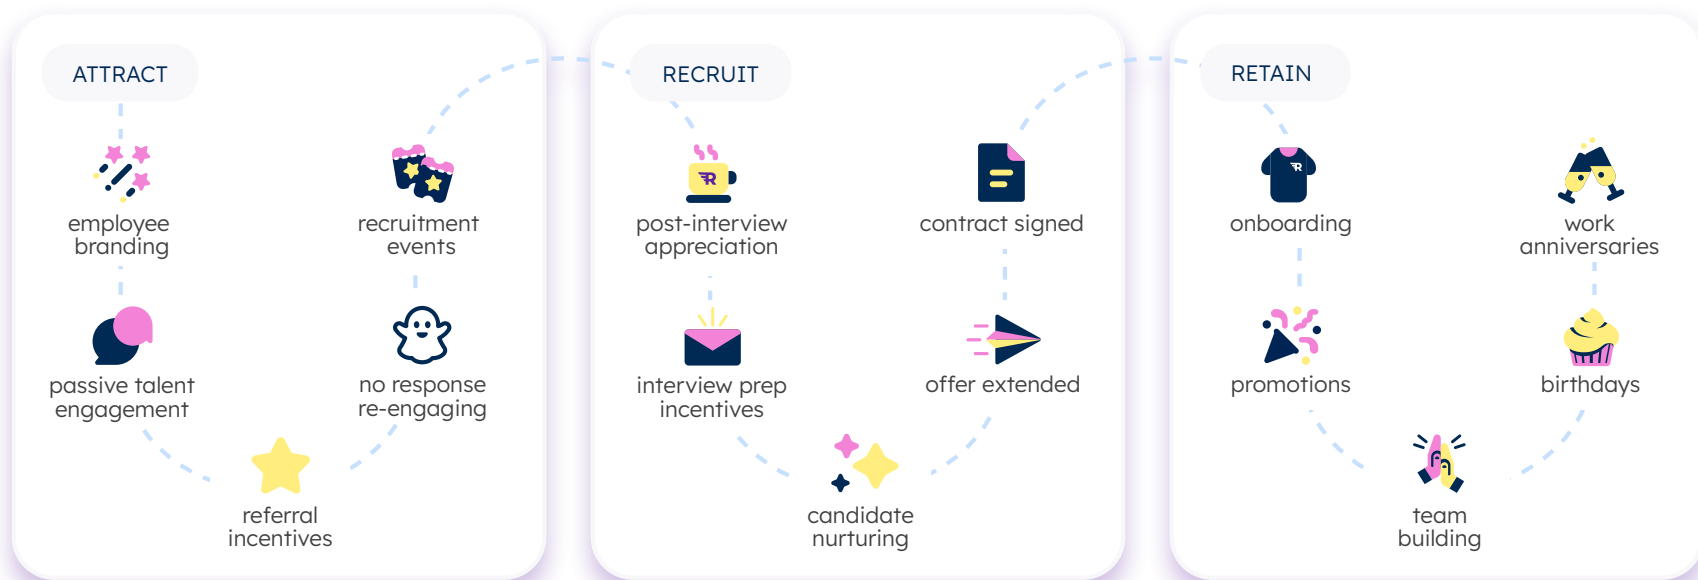 ATTRACT
employee
branding
passive talent
engagement
referral
incentives
no response
re-engaging
recruitment
events
RECRUIT
post-interview
appreciation
interview prep
incentives
candidate
nurturing
offer extended
contract signed
RETAIN
onboarding
promotions
team
building
birthdays
work
anniversaries